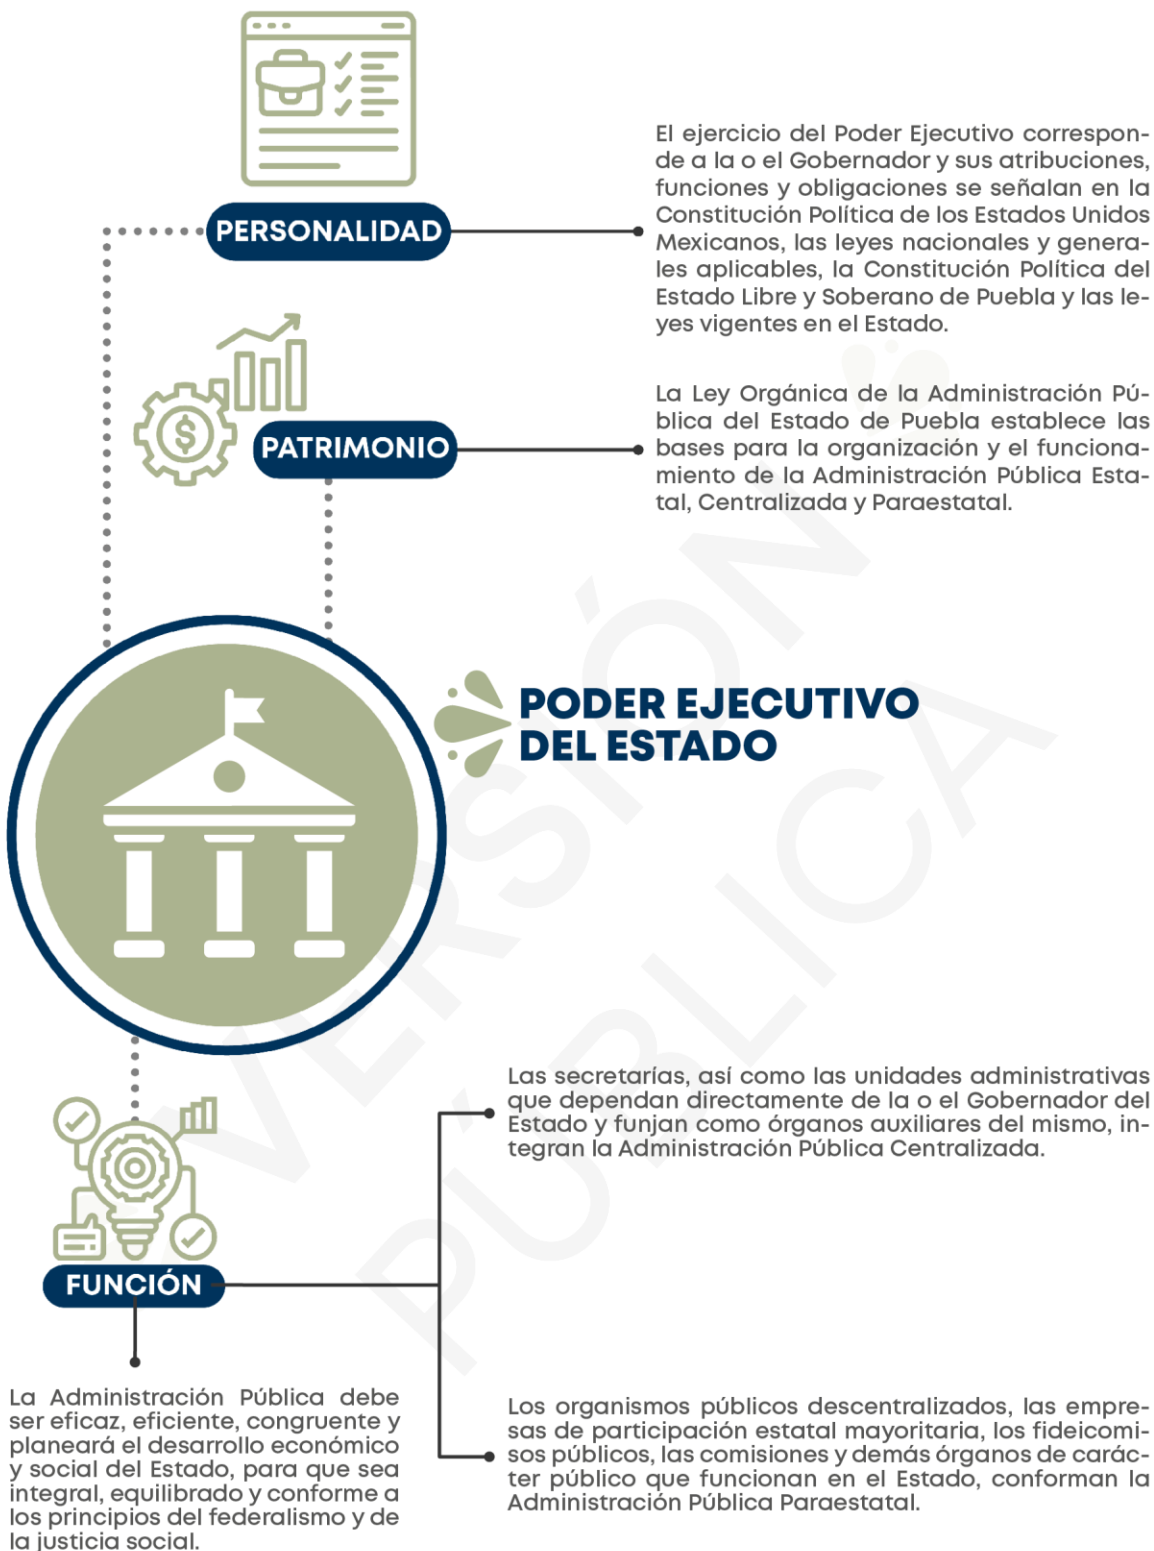 PERSONALIDAD
El ejercicio del Poder Ejecutivo correspon-
de a la o el Gobernador y sus atribuciones,
funciones y obligaciones se señalan en la
Constitución Política de los Estados Unidos
Mexicanos, las leyes nacionales y genera-
les aplicables, la Constitución Política del
Estado Libre y Soberano de Puebla y las le-
yes vigentes en el Estado.
PATRIMONIO
La Ley Orgánica de la Administración Pú-
blica del Estado de Puebla establece las
bases para la organización y el funciona-
miento de la Administración Pública Esta-
tal, Centralizada y Paraestatal.
$
PODER EJECUTIVO
DEL ESTADO
VERSIÓN
PÚBLICA
Las secretarías, así como las unidades administrativas
que dependan directamente de la o el Gobernador del
Estado y funjan como órganos auxiliares del mismo, in-
tegran la Administración Pública Centralizada.
FUNCIÓN
La Administración Pública debe
ser eficaz, eficiente, congruente y
planeará el desarrollo económico
y social del Estado, para que sea
integral, equilibrado y conforme a
los principios del federalismo y de
la justicia social.
Los organismos públicos descentralizados, las empre-
sas de participación estatal mayoritaria, los fideicomi-
sos públicos, las comisiones y demás órganos de carác-
ter público que funcionan en el Estado, conforman la
Administración Pública Paraestatal.